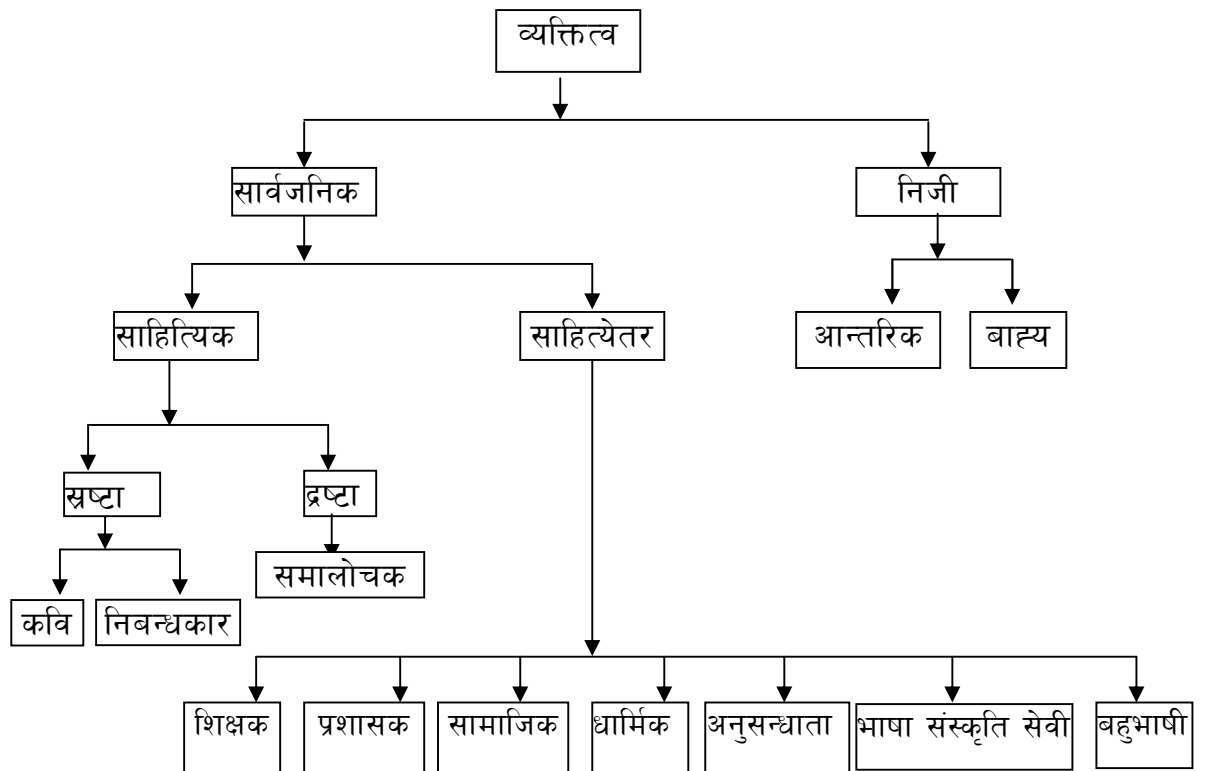 व्यक्तित्व
सार्वजनिक
निजी
साहित्यिक
साहित्येतर
आन्तरिक
बाह्य
स्रष्टा
द्रष्टा
समालोचक
कवि
निबन्धकार
शिक्षक
प्रशासक
सामाजिक
धार्मिक
अनुसन्धाता
भाषा संस्कृति सेवी
बहुभाषी